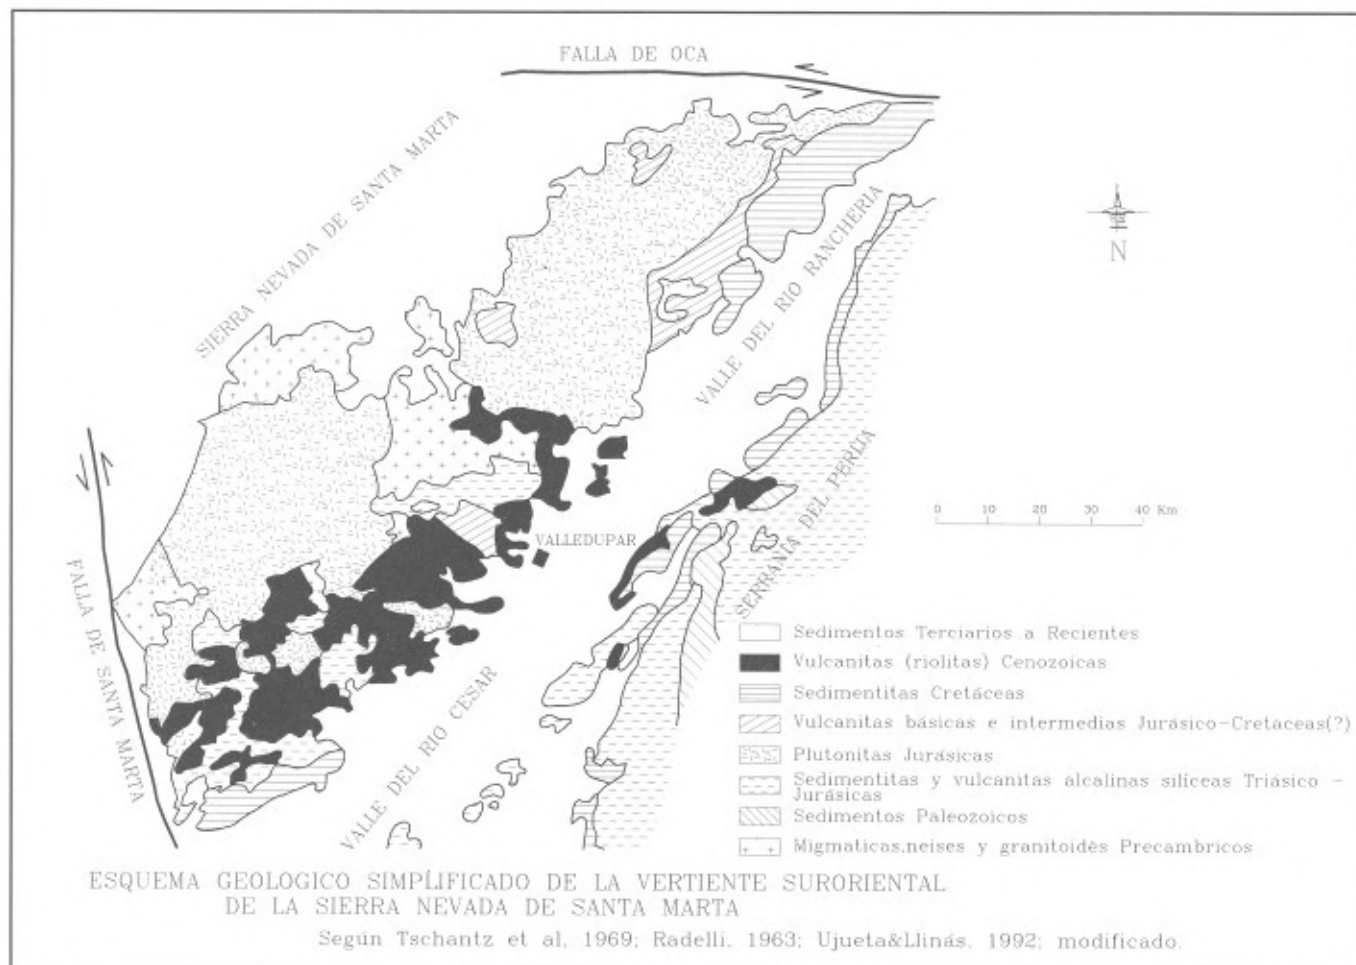 FALLA DE OCA
SIERRA NEVADA DE SANTA MARTA
VALLE DEL RIO RANCHERIA
N
SERRANIA DEL PERIJA
0 10 20 30 40 Km
VALLEDUPAR
FALLA DE SANTA MARTA
VALLE DEL RIO CESAR
Sedimentos Terciarios a Recientes
Vulcanitas (riolitas) Cenozoicas
Sedimentitas Cretáceas
Vulcanitas básicas e intermedias Jurásico-Cretaceas(?)
Plutonitas Jurásicas
Sedimentitas y vulcanitas alcalinas silíceas Triásico -
Jurásicas
Sedimentos Paleozoicos
Migmaticas,neises y granitoidès Precambricos
ESQUEMA GEOLOGICO SIMPLIFICADO DE LA VERTIENTE SURORIENTAL
DE LA SIERRA NEVADA DE SANTA MARTA
Según Tschantz et al, 1969; Radelli, 1963; Ujueta&Llinás, 1992; modificado.